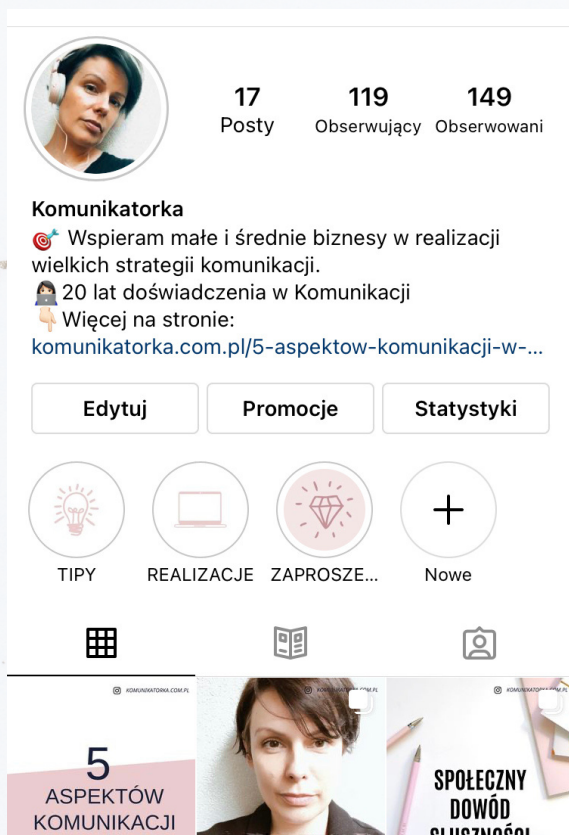 17
119
149
Posty
Obserwujący
Obserwowani
Komunikatorka
Wspieram małe i średnie biznesy w realizacji
wielkich strategii komunikacji.
20 lat doświadczenia w Komunikacji
Więcej na stronie:
komunikatorka.com.pl/5-aspektow-komunikacji-w-...
Edytuj
Promocje
Statystyki
TIPY
REALIZACJE
ZAPROSZE...
Nowe
KOMUNIKATORKA.COM.PL
5
ASPEKTÓW
KOMUNIKACJI
SPOŁECZNY
DOWÓD